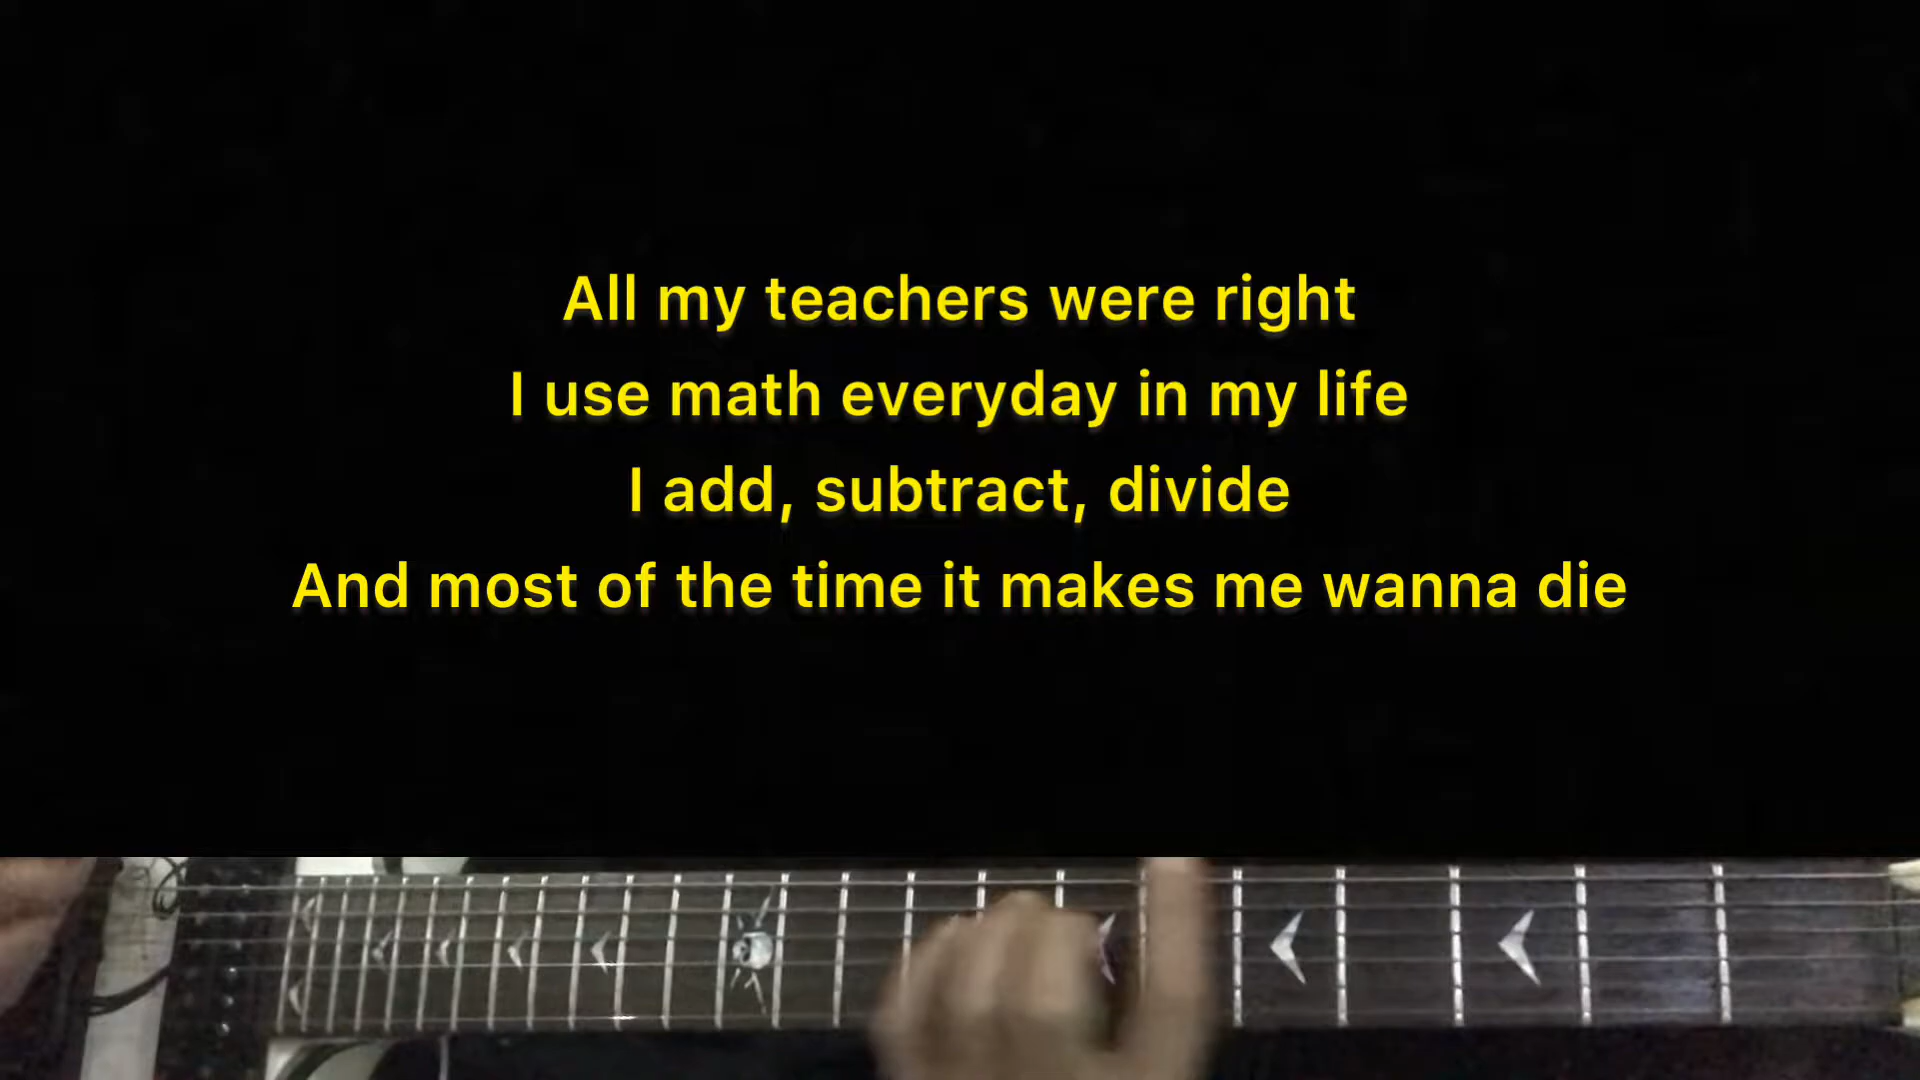 All my teachers were right
I use math everyday in my life
I add, subtract, divide
And most of the time it makes me wanna die